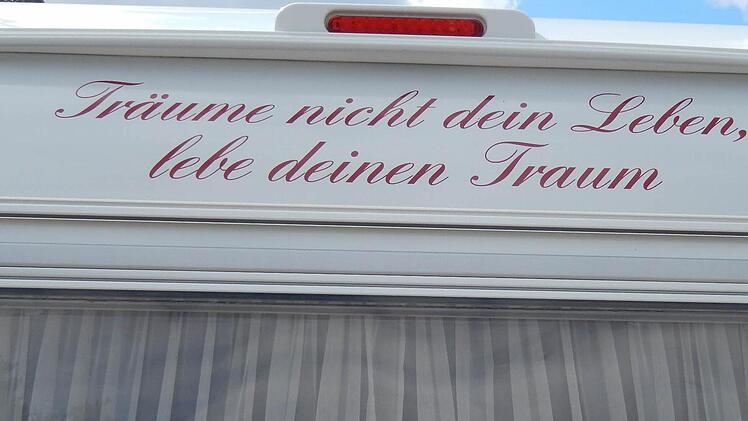 Träume nicht dein Leben,
lebe deinen Traum